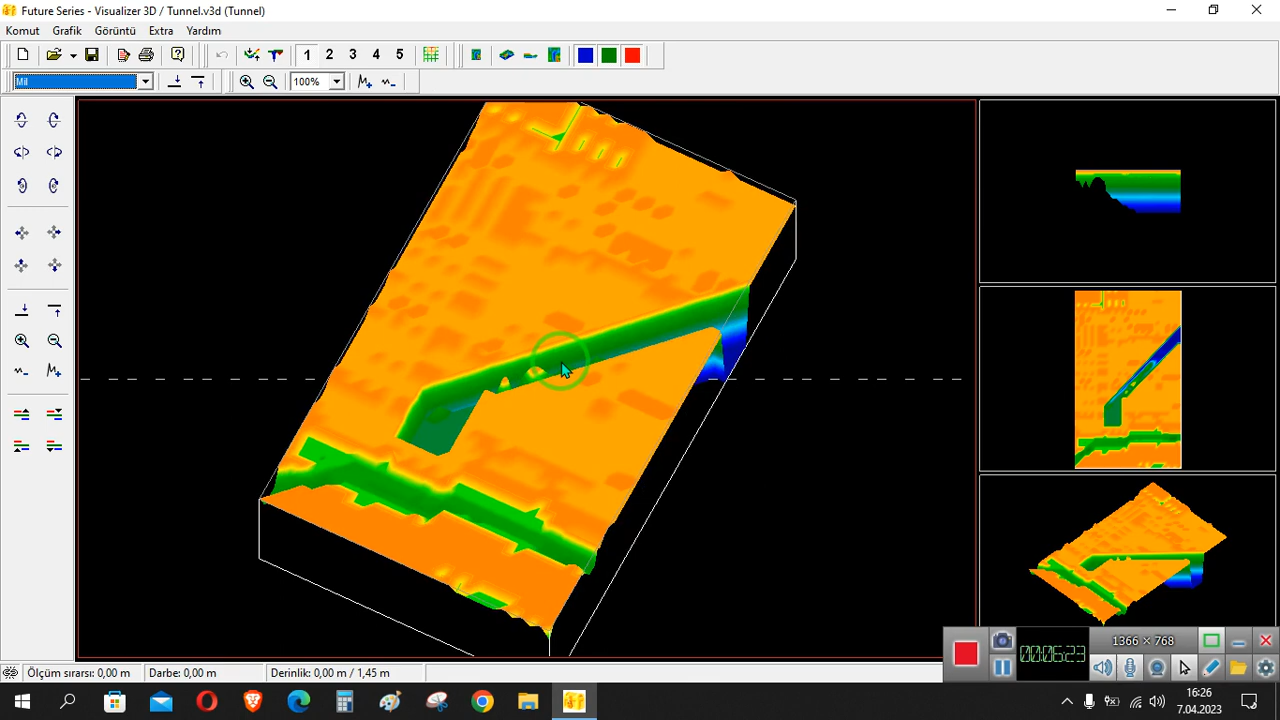 Future Series - Visualizer 3D / Tunnel.v3d (Tunnel)
Komut Grafik Görüntü Extra Yardım
1 2 3 4 5
Mil 100%
1366 × 768
00:06:23
Ölçüm sırarsı: 0,00 m Darbe: 0,00 m Derinlik: 0,00 m / 1,45 m
16:26
7.04.2023